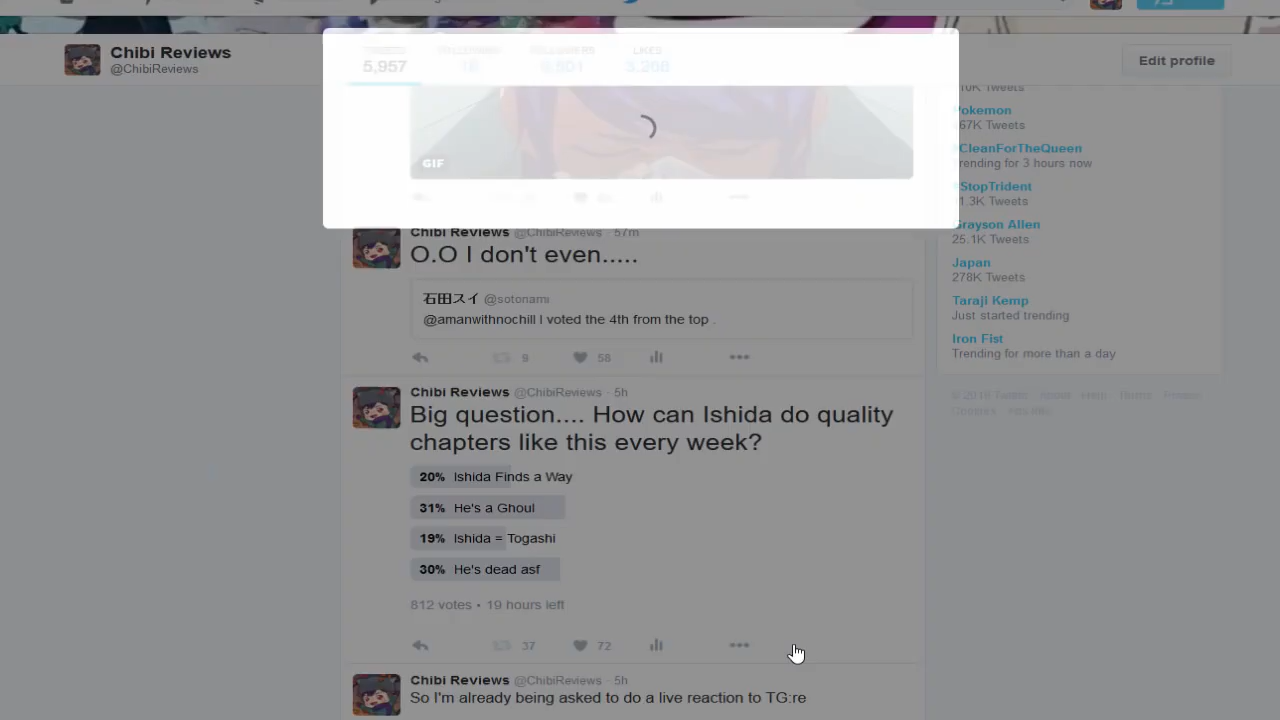 Chibi Reviews
@ChibiReviews
Edit profile
TWEETS
FOLLOWERS
LIKES
5,957
3,268
GIF
Pokemon
67K Tweets
#CleanForTheQueen
Trending for 3 hours now
#StopTrident
Grayson Allen
25.1K Tweets
Japan
278K Tweets
Taraji Kemp
Just started trending
Iron Fist
Trending for more than a day
Chibi Reviews @ChibiReviews · 57m
O.O I don't even.....
石田スイ @sotonami
@amanwithnochill I voted the 4th from the top .
9 58
Chibi Reviews @ChibiReviews · 5h
Big question.... How can Ishida do quality
chapters like this every week?
20% Ishida Finds a Way
31% He's a Ghoul
19% Ishida = Togashi
30% He's dead asf
812 votes • 19 hours left
37 72
Chibi Reviews @ChibiReviews · 5h
So I'm already being asked to do a live reaction to TG:re